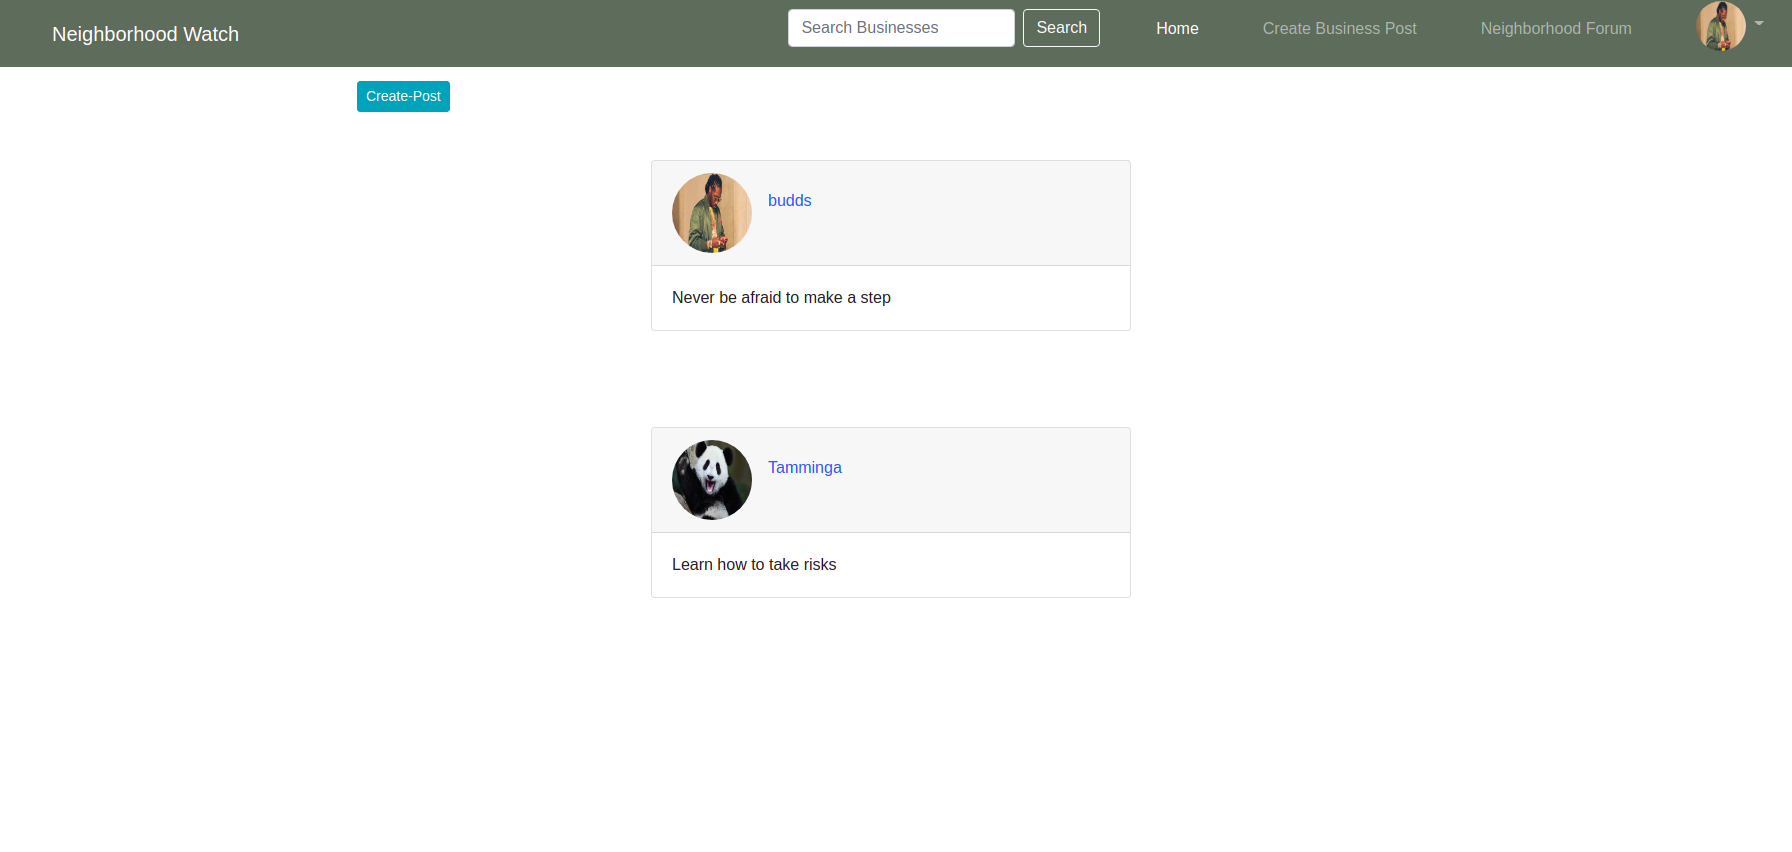 Neighborhood Watch
Search Businesses
Search
Home
Create Business Post
Neighborhood Forum
Create-Post
budds
Never be afraid to make a step
Tamminga
Learn how to take risks